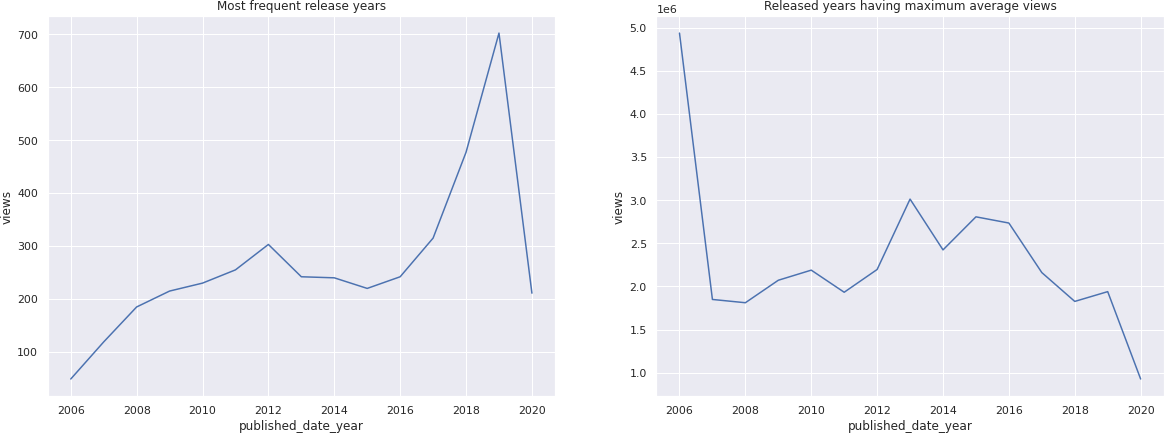 Most frequent release years
700
600
500
400
300
200
100
views
2006 2008 2010 2012 2014 2016 2018 2020
published_date_year
Released years having maximum average views
1e6
5.0
4.5
4.0
3.5
3.0
2.5
2.0
1.5
1.0
views
2006 2008 2010 2012 2014 2016 2018 2020
published_date_year